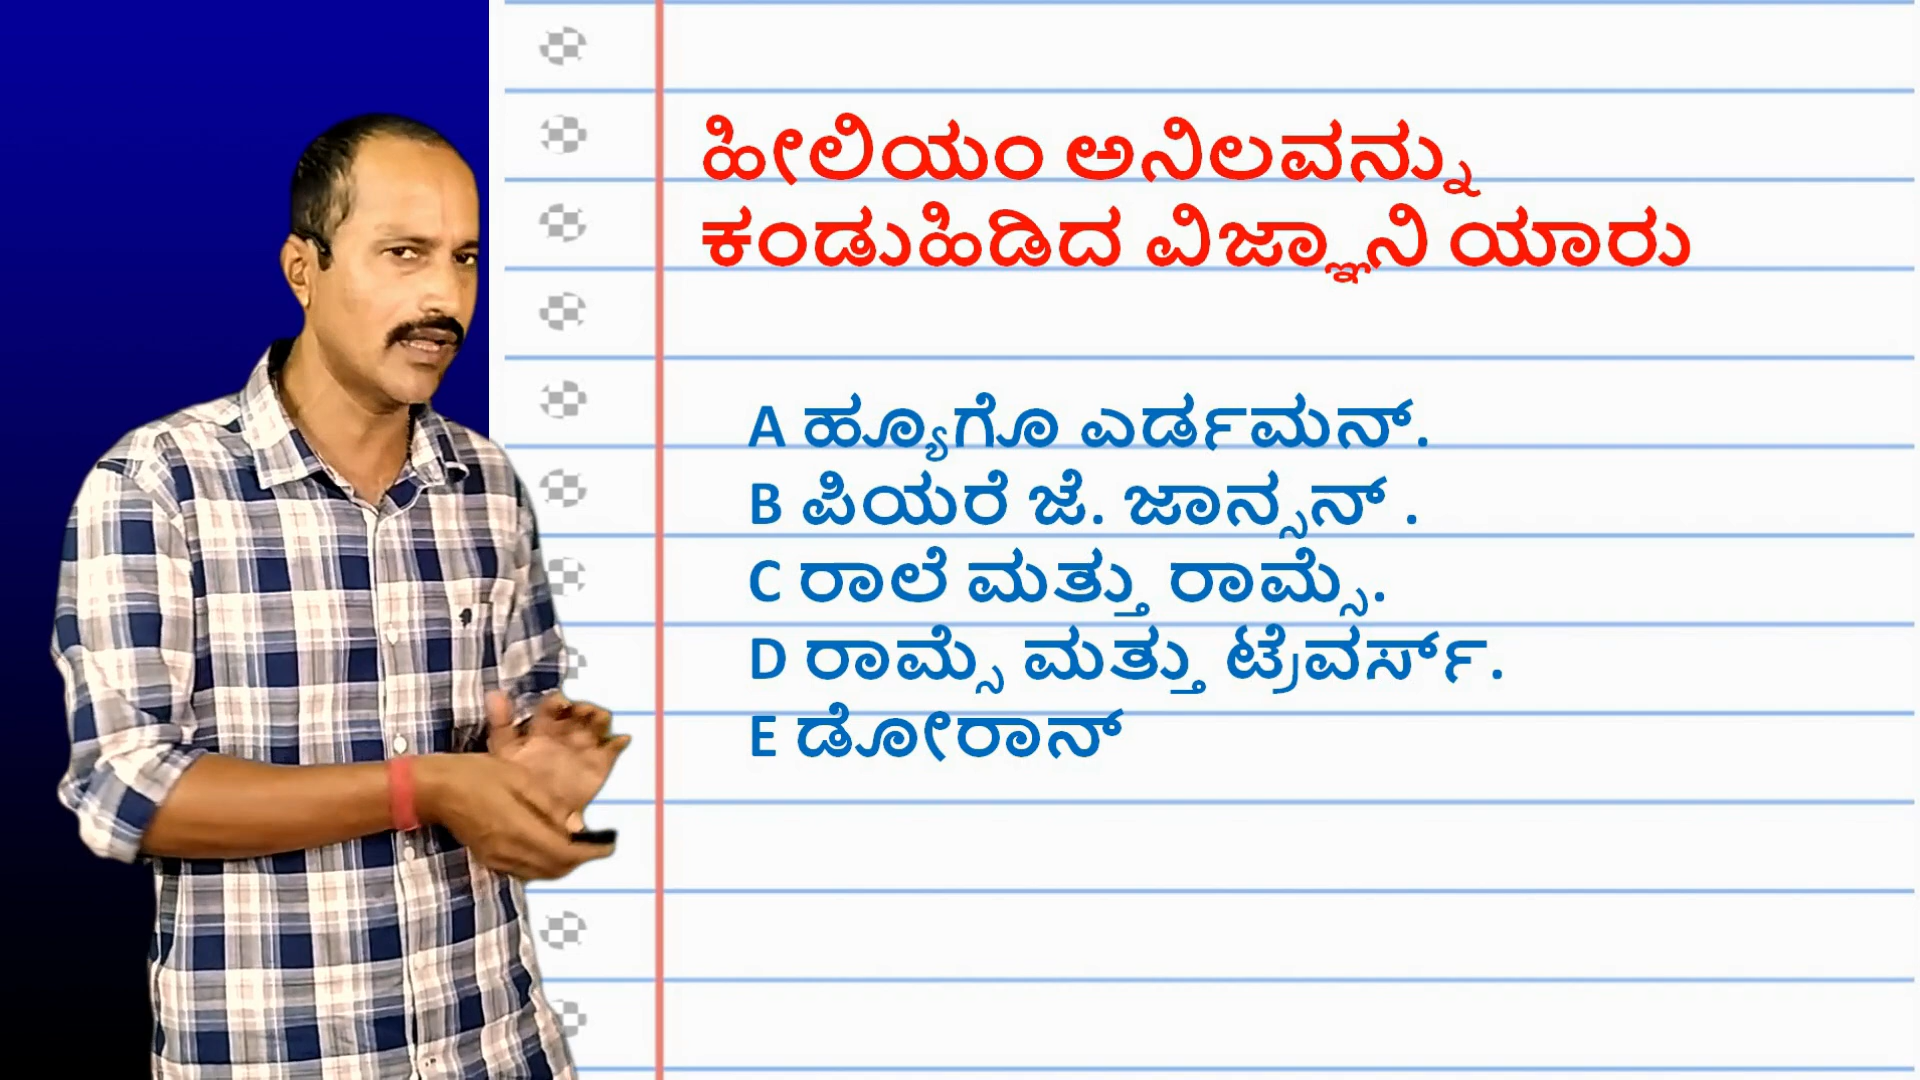 ಹೀಲಿಯಂ ಅನಿಲವನ್ನು
ಕಂಡುಹಿಡಿದ ವಿಜ್ಞಾನಿ ಯಾರು
A ಹ್ಯೂಗೊ ಎರ್ಡಮನ್.
B ಪಿಯರೆ ಜೆ. ಜಾನ್ಸನ್ .
C ರಾಲೆ ಮತ್ತು ರಾಮ್ಸೆ.
D ರಾಮ್ಸೆ ಮತ್ತು ಟ್ರೆವರ್ಸ್.
E ಡೋರಾನ್